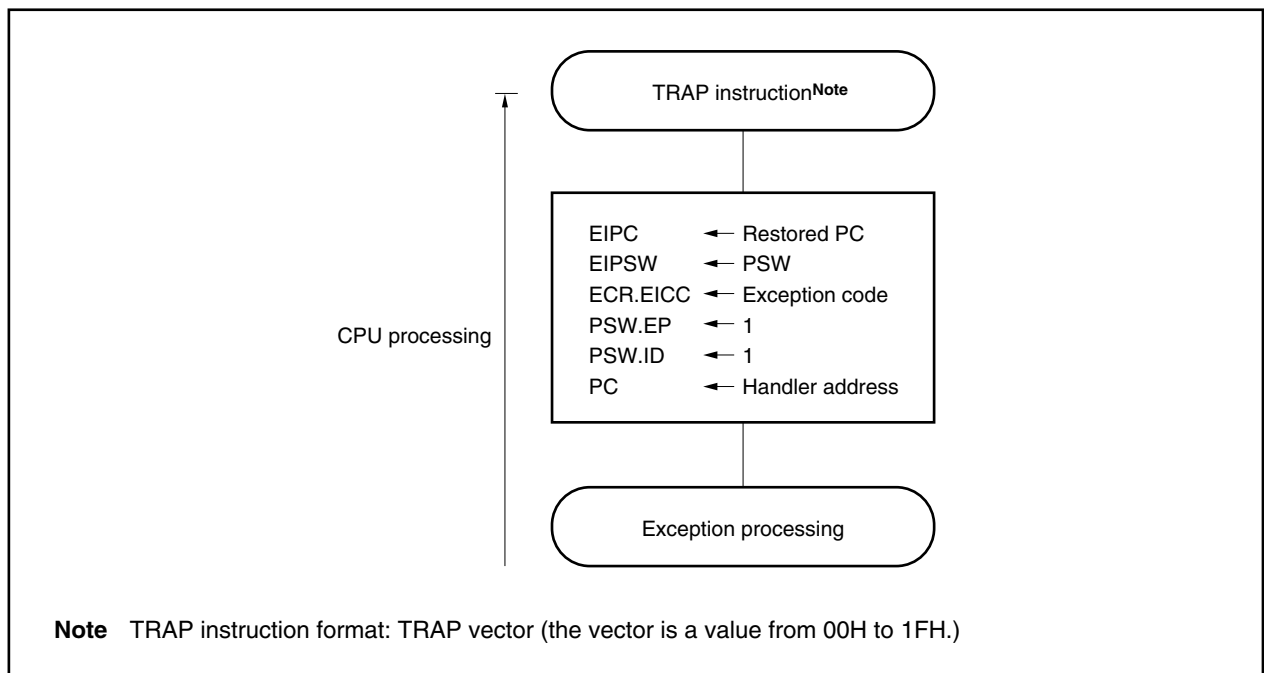 TRAP instructionNote
EIPC ← Restored PC
EIPSW ← PSW
ECR.EICC ← Exception code
PSW.EP ← 1
PSW.ID ← 1
PC ← Handler address
CPU processing
Exception processing
Note TRAP instruction format: TRAP vector (the vector is a value from 00H to 1FH.)